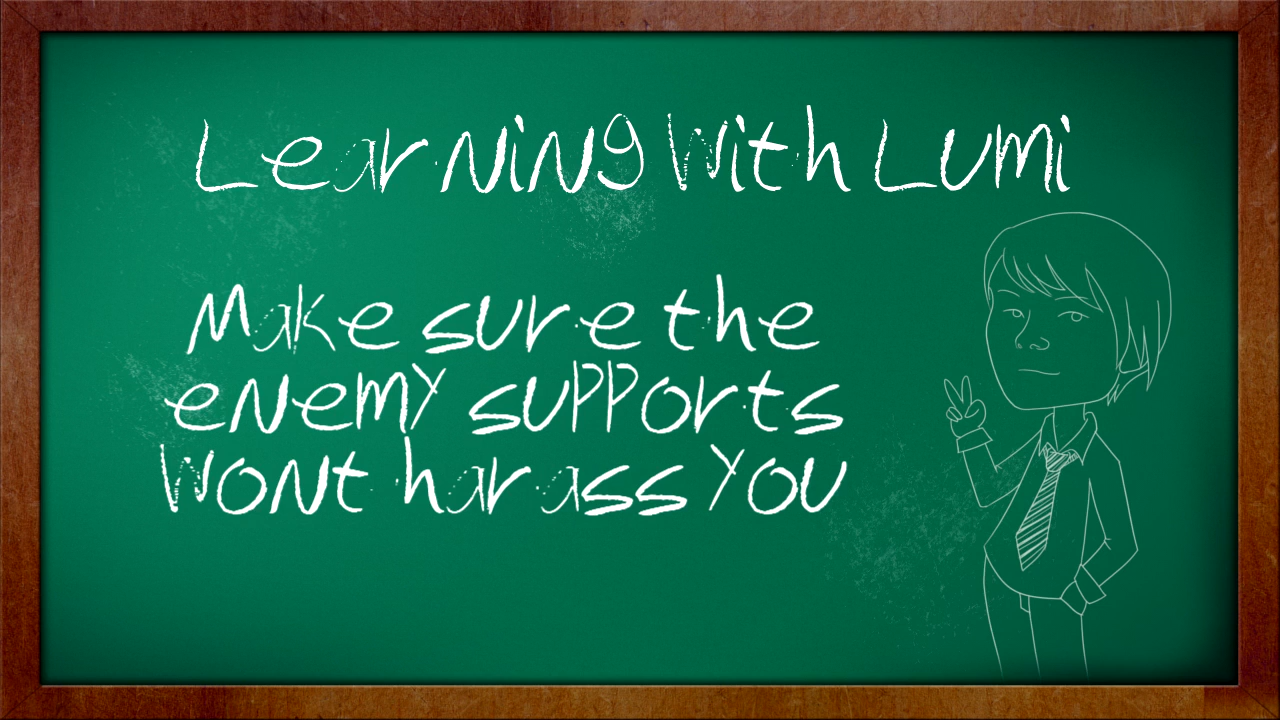 Learning With Lumi
Make sure the
enemy supports
wont harass you